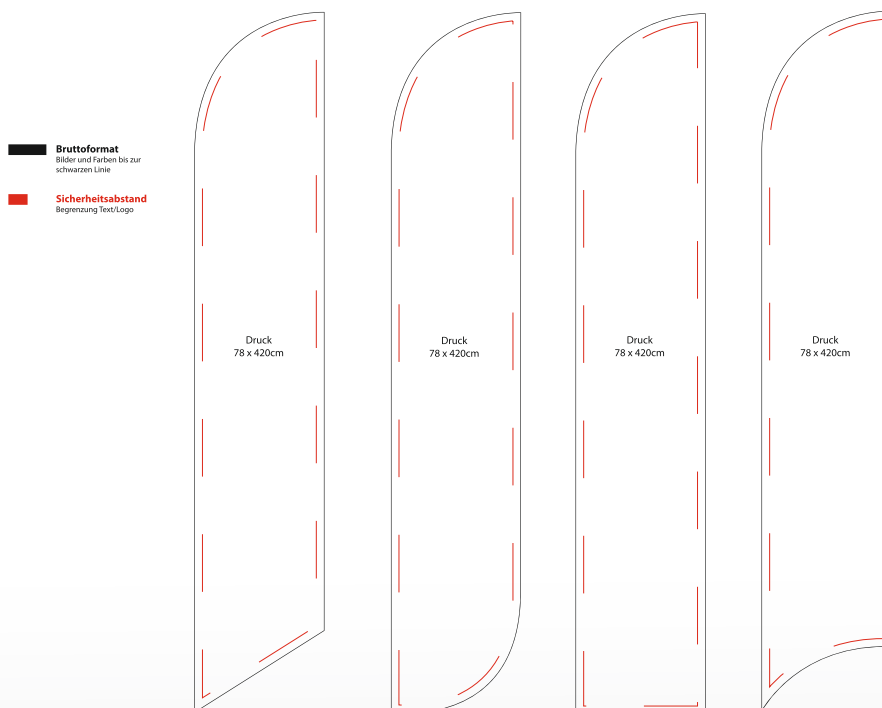 Bruttoformat
Bilder und Farben bis zur
schwarzen Linie
Sicherheitsabstand
Begrenzung Text/Logo
Druck
78 x 420cm
Druck
78 x 420cm
Druck
78 x 420cm
Druck
78 x 420cm